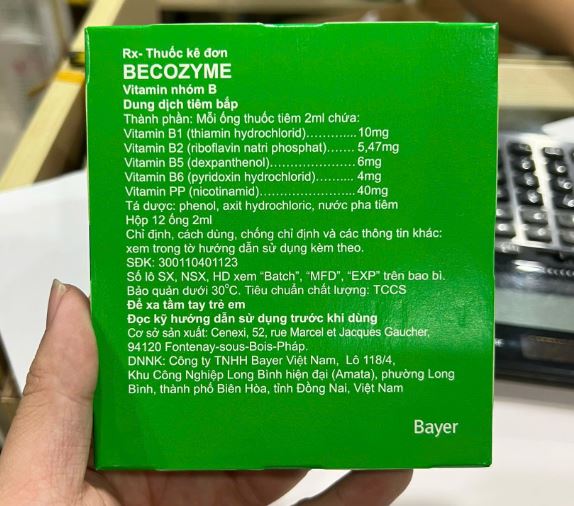 Rx- Thuốc kê đơn
BECOZYME
Vitamin nhóm B
Dung dịch tiêm bắp
Thành phần: Mỗi ống thuốc tiêm 2ml chứa:
Vitamin B1 (thiamin hydrochlorid)............ 10mg
Vitamin B2 (riboflavin natri phosphat)....... 5,47mg
Vitamin B5 (dexpanthenol)..................... 6mg
Vitamin B6 (pyridoxin hydrochlorid).......... 4mg
Vitamin PP (nicotinamid)....................... 40mg
Tá dược: phenol, axit hydrochloric, nước pha tiêm
Hộp 12 ống 2ml
Chỉ định, cách dùng, chống chỉ định và các thông tin khác:
xem trong tờ hướng dẫn sử dụng kèm theo.
SĐK: 300110401123
Số lô SX, NSX, HD xem "Batch", "MFD", "EXP" trên bao bì.
Bảo quản dưới 30°C. Tiêu chuẩn chất lượng: TCCS
Để xa tầm tay trẻ em
Đọc kỹ hướng dẫn sử dụng trước khi dùng
Cơ sở sản xuất: Cenexi, 52, rue Marcel et Jacques Gaucher,
94120 Fontenay-sous-Bois-Pháp.
DNNK: Công ty TNHH Bayer Việt Nam, Lô 118/4,
Khu Công Nghiệp Long Bình hiện đại (Amata), phường Long
Bình, thành phố Biên Hòa, tỉnh Đồng Nai, Việt Nam
Bayer